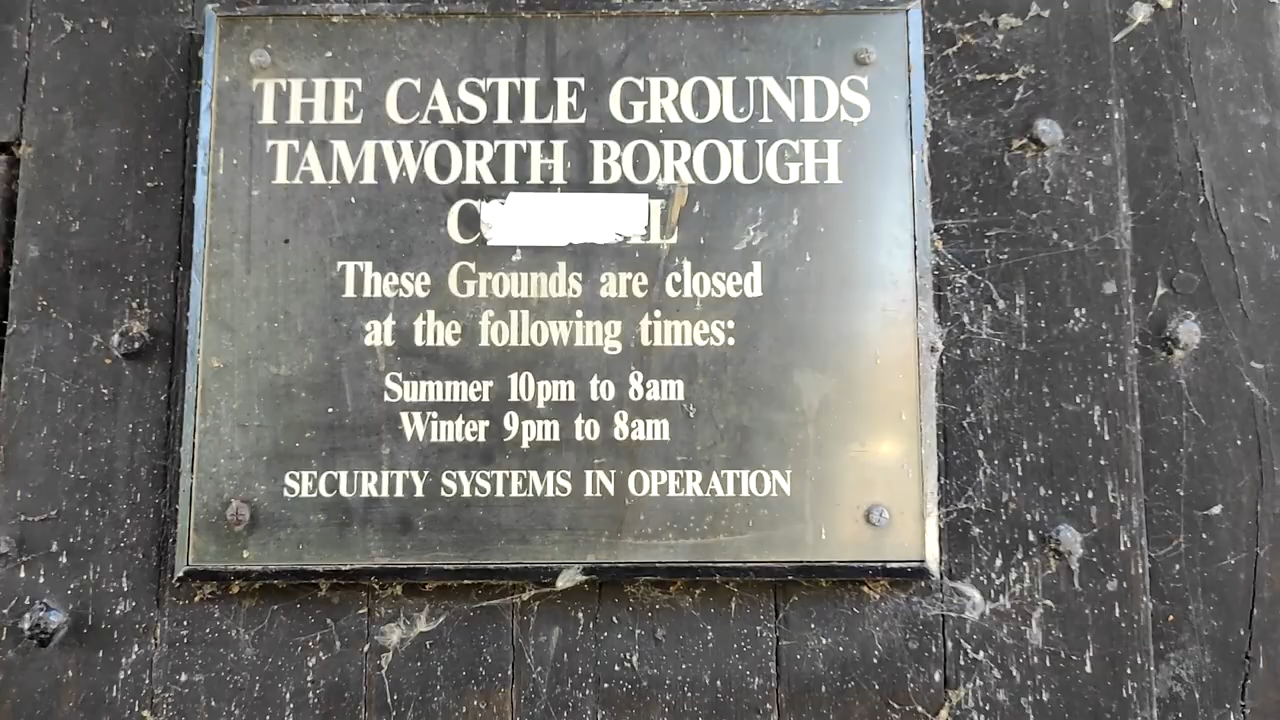 THE CASTLE GROUNDS
TAMWORTH BOROUGH
These Grounds are closed
at the following times:
Summer 10pm to 8am
Winter 9pm to 8am
SECURITY SYSTEMS IN OPERATION